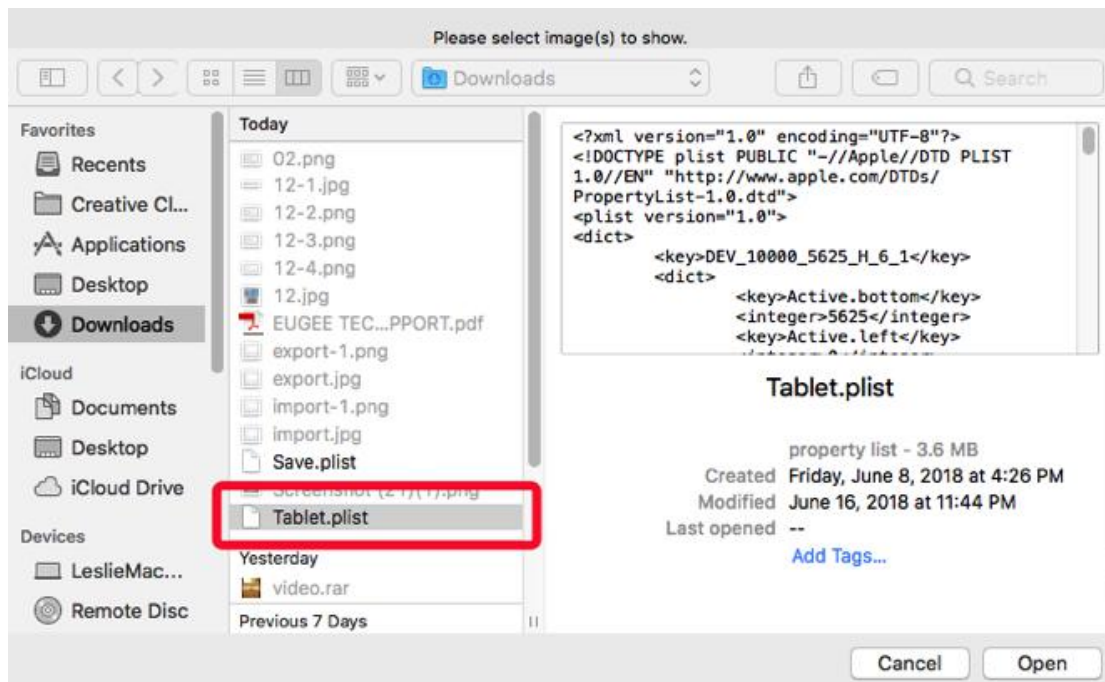 Please select image(s) to show.
Downloads
Search
Favorites
Recents
Creative Cl...
Applications
Desktop
Downloads
iCloud
Documents
Desktop
iCloud Drive
Devices
LeslieMac...
Remote Disc
Today
02.png
12-1.jpg
12-2.png
12-3.png
12-4.png
12.jpg
EUGEE TEC...PPORT.pdf
export-1.png
export.jpg
import-1.png
import.jpg
Save.plist
Screenshot (21)(1).png
Tablet.plist
Yesterday
video.rar
Previous 7 Days
<?xml version="1.0" encoding="UTF-8"?>
<!DOCTYPE plist PUBLIC "-//Apple//DTD PLIST
1.0//EN" "http://www.apple.com/DTDs/
PropertyList-1.0.dtd">
<plist version="1.0">
<dict>
<key>DEV_10000_5625_H_6_1</key>
<dict>
<key>Active.bottom</key>
<integer>5625</integer>
<key>Active.left</key>
Tablet.plist
property list - 3.6 MB
Created Friday, June 8, 2018 at 4:26 PM
Modified June 16, 2018 at 11:44 PM
Last opened --
Add Tags...
Cancel
Open